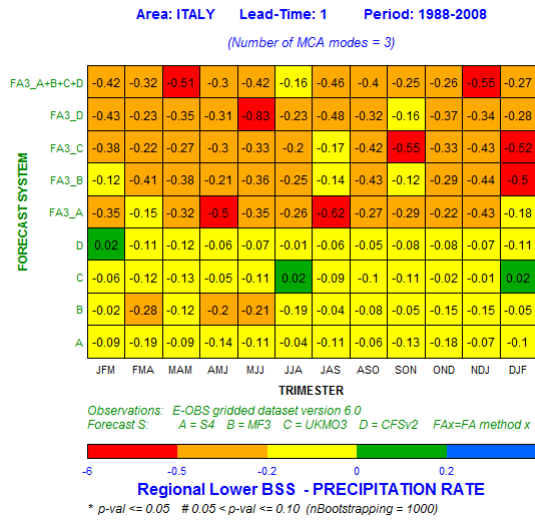 Area: ITALY Lead-Time: 1 Period: 1988-2008
(Number of MCA modes = 3)
FORECAST SYSTEM
FA3_A+B+C+D -0.42 -0.32 -0.51 -0.3 -0.42 -0.16 -0.46 -0.4 -0.25 -0.26 -0.55 -0.27
FA3_D -0.43 -0.23 -0.35 -0.31 -0.83 -0.23 -0.48 -0.32 -0.16 -0.37 -0.34 -0.28
FA3_C -0.38 -0.22 -0.27 -0.3 -0.33 -0.2 -0.17 -0.42 -0.55 -0.33 -0.43 -0.52
FA3_B -0.12 -0.41 -0.38 -0.21 -0.36 -0.25 -0.14 -0.43 -0.12 -0.29 -0.44 -0.5
FA3_A -0.35 -0.15 -0.32 -0.5 -0.35 -0.26 -0.62 -0.27 -0.29 -0.22 -0.43 -0.18
D 0.02 -0.11 -0.12 -0.06 -0.07 -0.01 -0.06 -0.05 -0.08 -0.08 -0.07 -0.11
C -0.06 -0.12 -0.13 -0.05 -0.11 0.02 -0.09 -0.1 -0.11 -0.02 -0.01 0.02
B -0.02 -0.28 -0.12 -0.2 -0.21 -0.19 -0.04 -0.08 -0.05 -0.15 -0.15 -0.05
A -0.09 -0.19 -0.09 -0.14 -0.11 -0.04 -0.11 -0.06 -0.13 -0.18 -0.07 -0.1
JFM FMA MAM AMJ MJJ JJA JAS ASO SON OND NDJ DJF
TRIMESTER
Observations: E-OBS gridded dataset version 6.0
Forecast S: A = S4 B = MF3 C = UKMO3 D = CFSv2 FAx=FA method x
-6 -0.5 -0.2 0 0.2
Regional Lower BSS - PRECIPITATION RATE
* p-val <= 0.05 # 0.05 < p-val <= 0.10 (nBootstrapping = 1000)